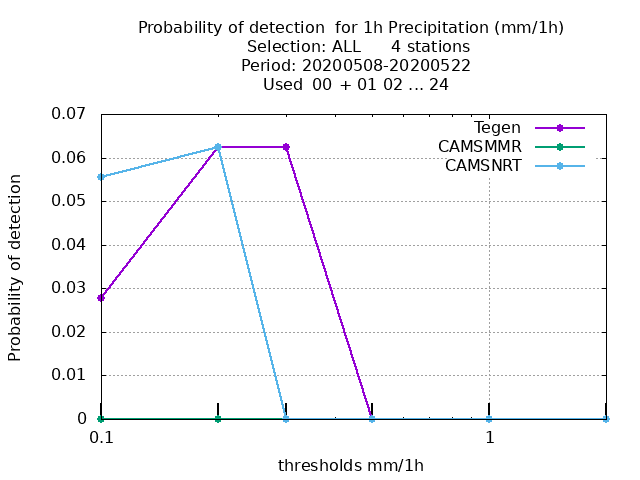 Probability of detection  for 1h Precipitation (mm/1h)
Selection: ALL      4 stations
Period: 20200508-20200522
Used  00 + 01 02 ... 24
0.07
0.06
0.05
0.04
0.03
0.02
0.01
0
Probability of detection
Tegen
CAMSMMR
CAMSNRT
0.1
1
thresholds mm/1h